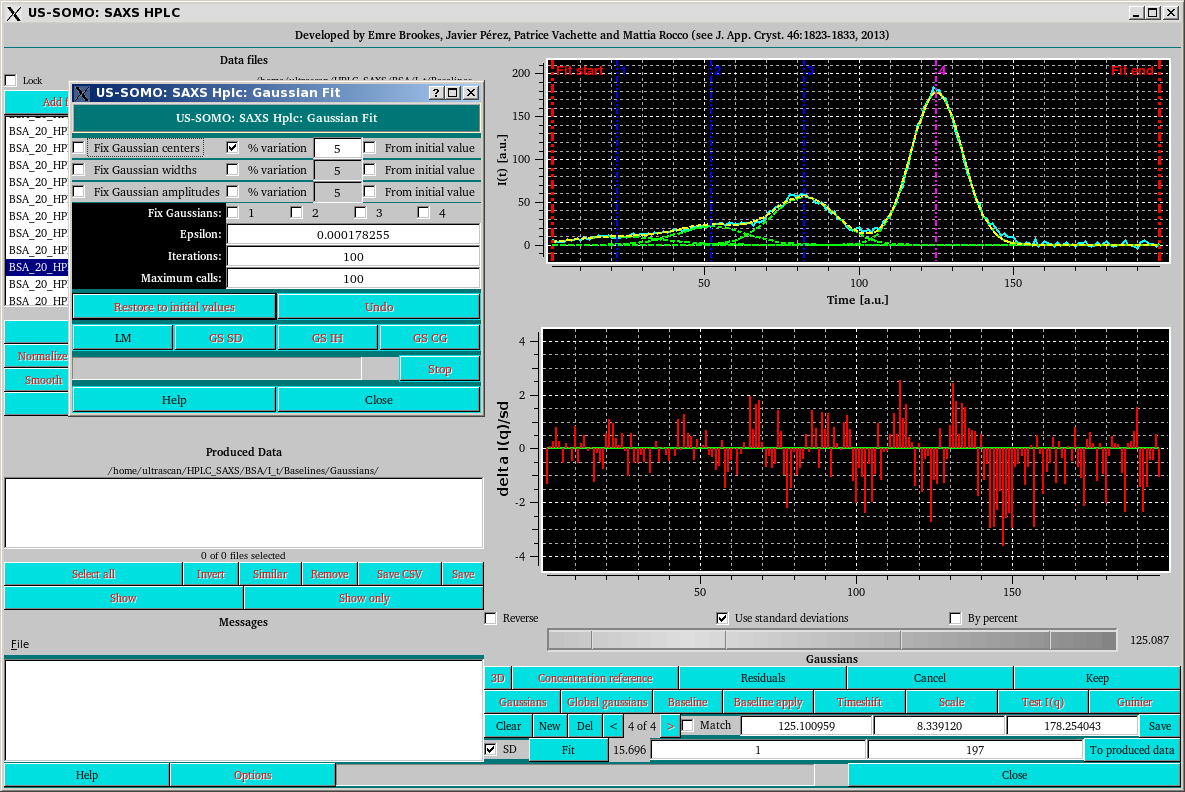 US-SOMO: SAXS HPLC
Developed by Emre Brookes, Javier Pérez, Patrice Vachette and Mattia Rocco (see J. App. Cryst. 46:1823-1833, 2013)
Data files
Lock
Add f
BSA_20_HP
BSA_20_HP
BSA_20_HP
BSA_20_HP
BSA_20_HP
BSA_20_HP
BSA_20_HP
BSA_20_HP
BSA_20_HP
BSA_20_HP
BSA_20_HP
Normalize
Smooth
US-SOMO: SAXS Hplc: Gaussian Fit
US-SOMO: SAXS Hplc: Gaussian Fit
Fix Gaussian centers % variation 5 From initial value
Fix Gaussian widths % variation 5 From initial value
Fix Gaussian amplitudes % variation 5 From initial value
Fix Gaussians: 1 2 3 4
Epsilon: 0.000178255
Iterations: 100
Maximum calls: 100
Restore to initial values Undo
LM GS SD GS IH GS CG
Stop
Help Close
Produced Data
/home/ultrascan/HPLC_SAXS/BSA/I_t/Baselines/Gaussians/
0 of 0 files selected
Select all Invert Similar Remove Save CSV Save
Show Show only
Messages
File
Help Options
Fit start 1 2 3 4 Fit end
I(t) [a.u.]
200
150
100
50
0
50 100 150
Time [a.u.]
delta I(q)/sd
4
2
0
-2
-4
50 100 150
Reverse Use standard deviations By percent
125.087
Gaussians
3D Concentration reference Residuals Cancel Keep
Gaussians Global gaussians Baseline Baseline apply Timeshift Scale Test I(q) Guinier
Clear New Del < 4 of 4 > Match 125.100959 8.339120 178.254043 Save
SD Fit 15.696 1 197 To produced data
Close